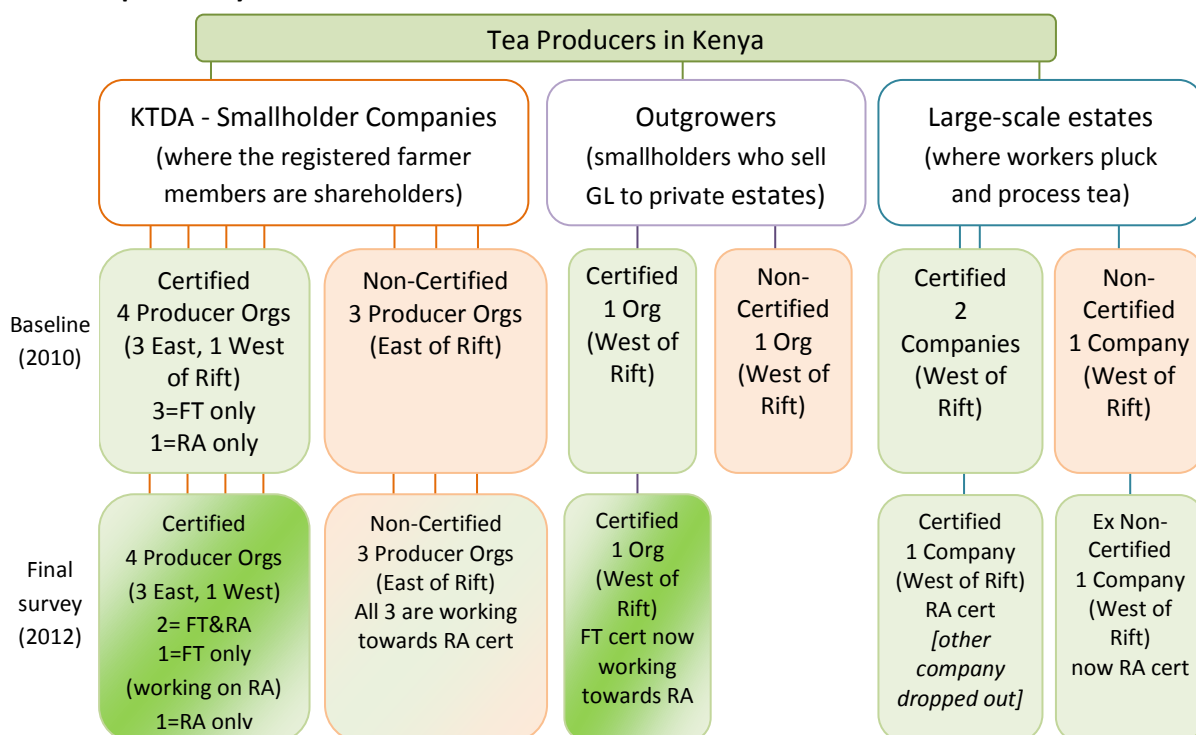 Tea Producers in Kenya
KTDA - Smallholder Companies
(where the registered farmer
members are shareholders)
Outgrowers
(smallholders who sell
GL to private estates)
Large-scale estates
(where workers pluck
and process tea)
Baseline
(2010)
Certified
4 Producer Orgs
(3 East, 1 West
of Rift)
3=FT only
1=RA only
Non-Certified
3 Producer Orgs
(East of Rift)
Certified
1 Org
(West of
Rift)
Non-
Certified
1 Org
(West of
Rift)
Certified
2
Companies
(West of
Rift)
Non-
Certified
1 Company
(West of
Rift)
Final
survey
(2012)
Certified
4 Producer Orgs
(3 East, 1 West)
2= FT&RA
1=FT only
(working on RA)
1=RA only
Non-Certified
3 Producer Orgs
(East of Rift)
All 3 are working
towards RA cert
Certified
1 Org
(West of
Rift)
FT cert now
working
towards RA
Certified
1 Company
(West of Rift)
RA cert
[other
company
dropped out]
Ex Non-
Certified
1 Company
(West of
Rift)
now RA cert